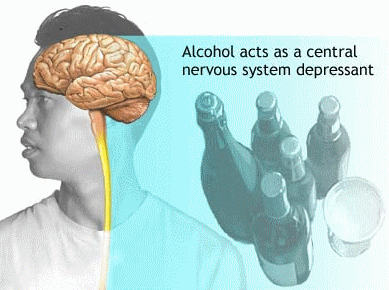 Alcohol acts as a central
nervous system depressant